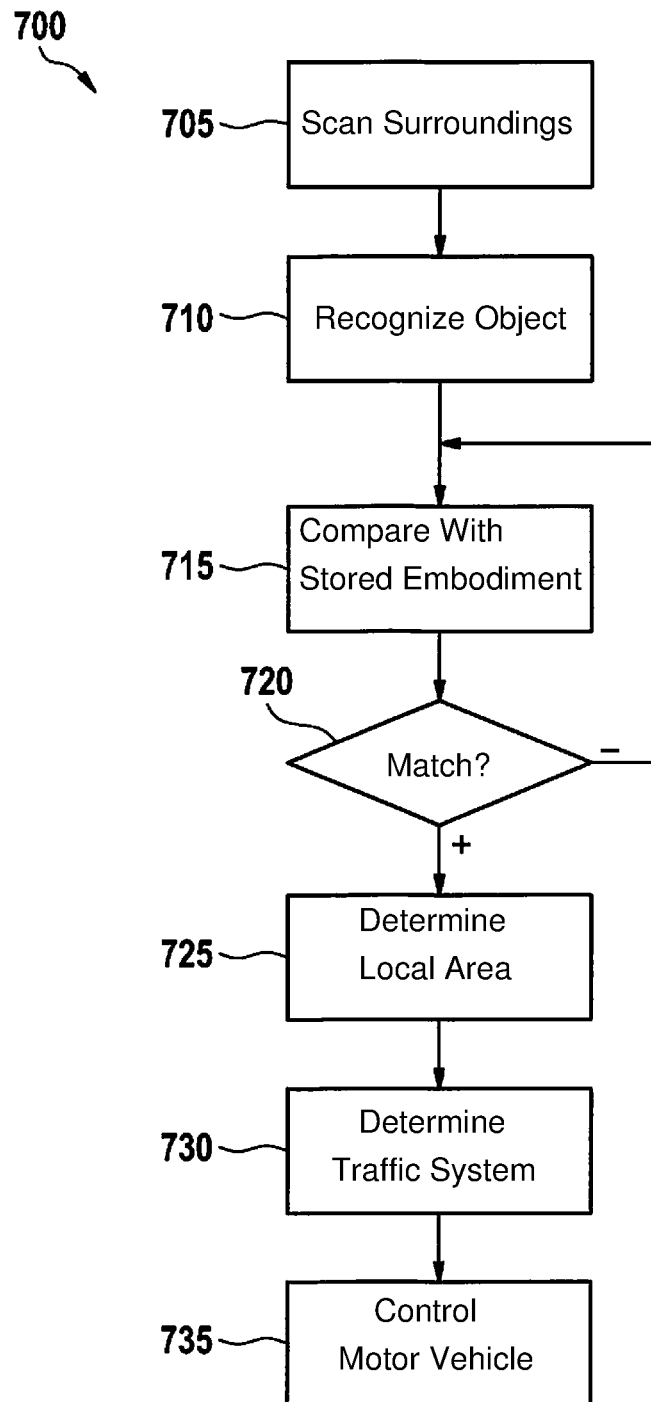 700
705
Scan Surroundings
710
Recognize Object
715
Compare With
Stored Embodiment
720
Match?
–
+
725
Determine
Local Area
730
Determine
Traffic System
735
Control
Motor Vehicle